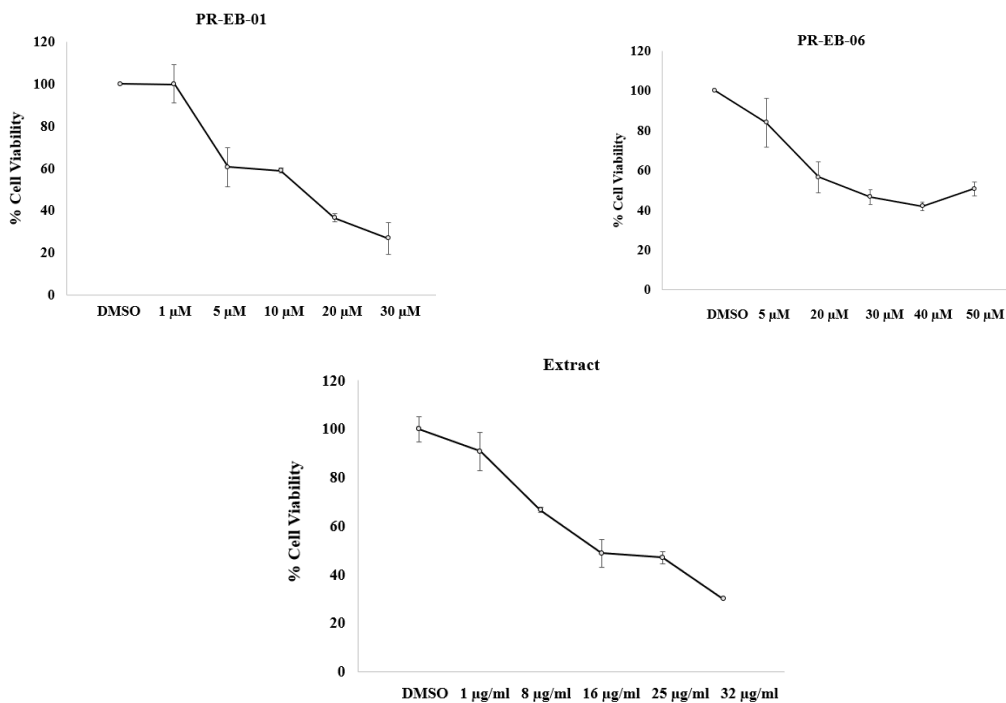 PR-EB-01
120
100
80
60
40
20
0
% Cell Viability
DMSO 1 µM 5 µM 10 µM 20 µM 30 µM
PR-EB-06
120
100
80
60
40
20
0
% Cell Viability
DMSO 5 µM 20 µM 30 µM 40 µM 50 µM
Extract
120
100
80
60
40
20
0
% Cell Viability
DMSO 1 µg/ml 8 µg/ml 16 µg/ml 25 µg/ml 32 µg/ml